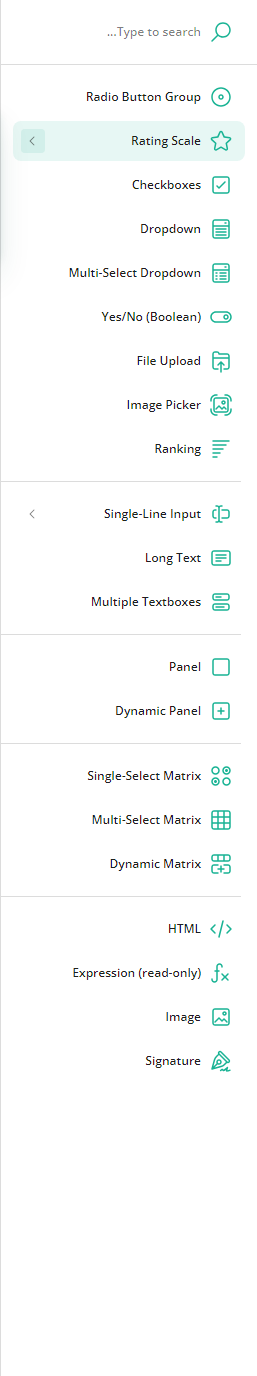 ...Type to search
Radio Button Group
Rating Scale
Checkboxes
Dropdown
Multi-Select Dropdown
Yes/No (Boolean)
File Upload
Image Picker
Ranking
Single-Line Input
Long Text
Multiple Textboxes
Panel
Dynamic Panel
Single-Select Matrix
Multi-Select Matrix
Dynamic Matrix
HTML
Expression (read-only)
Image
Signature